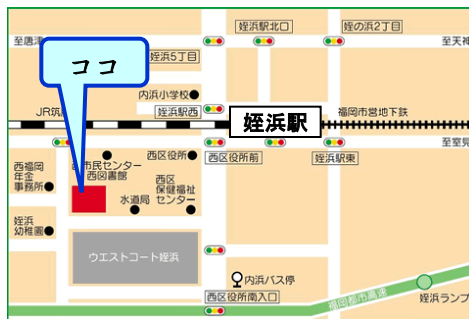 姪浜駅北口
姪の浜2丁目
至唐津
至天神
姪浜5丁目
ココ
内浜小学校
JR筑
姪浜駅西
姪浜駅
福岡市営地下鉄
至室見
市民センター
西図書館
西区役所
西区役所前
姪浜駅東
西福岡
年金
事務所
西区
保健福祉
センター
水道局
姪浜
幼稚園
ウエストコート姪浜
内浜バス停
西区役所南入口
福岡都市高速
姪浜ランプ